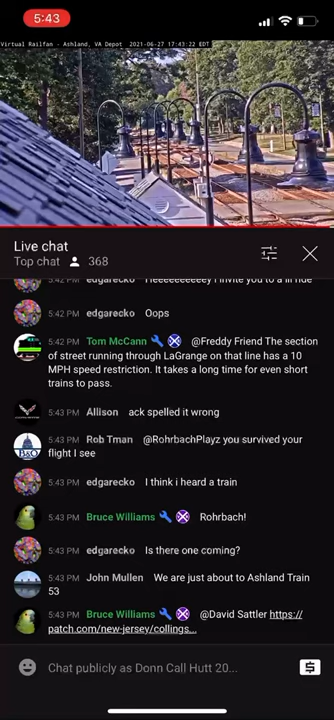 5:43
Virtual Railfan - Ashland, VA Depot 2021-06-27 17:43:22 EDT
Live chat
Top chat 368
5:42 PM edgarecko Heeeeeeeeey I invite you to a ill ride
5:42 PM edgarecko Oops
5:42 PM Tom McCann @Freddy Friend The section
of street running through LaGrange on that line has a 10
MPH speed restriction. It takes a long time for even short
trains to pass.
5:43 PM Allison ack spelled it wrong
5:43 PM Rob Tman @RohrbachPlayz you survived your
flight I see
5:43 PM edgarecko I think i heard a train
5:43 PM Bruce Williams Rohrbach!
5:43 PM edgarecko Is there one coming?
5:43 PM John Mullen We are just about to Ashland Train
53
5:43 PM Bruce Williams @David Sattler https://
patch.com/new-jersey/collings...
Chat publicly as Donn Call Hutt 20...